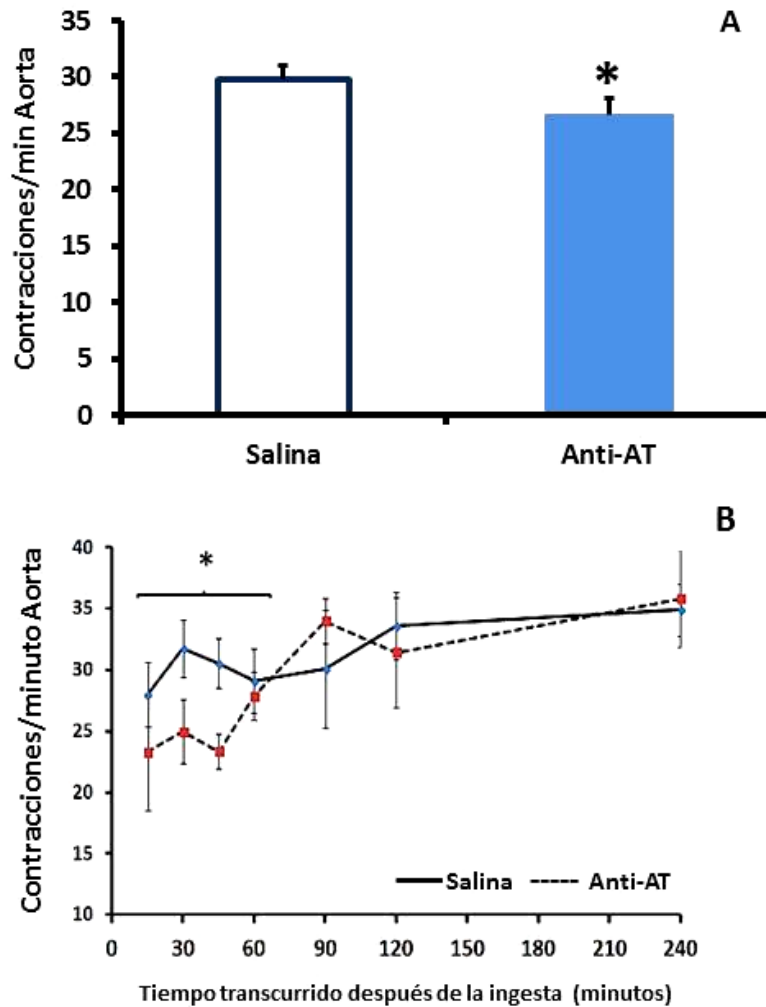 A
Contracciones/min Aorta
35
30
25
20
15
10
5
0
*
Salina
Anti-AT
B
Contracciones/minuto Aorta
40
35
30
25
20
15
10
*
Salina
Anti-AT
0 30 60 90 120 150 180 210 240
Tiempo transcurrido después de la ingesta (minutos)